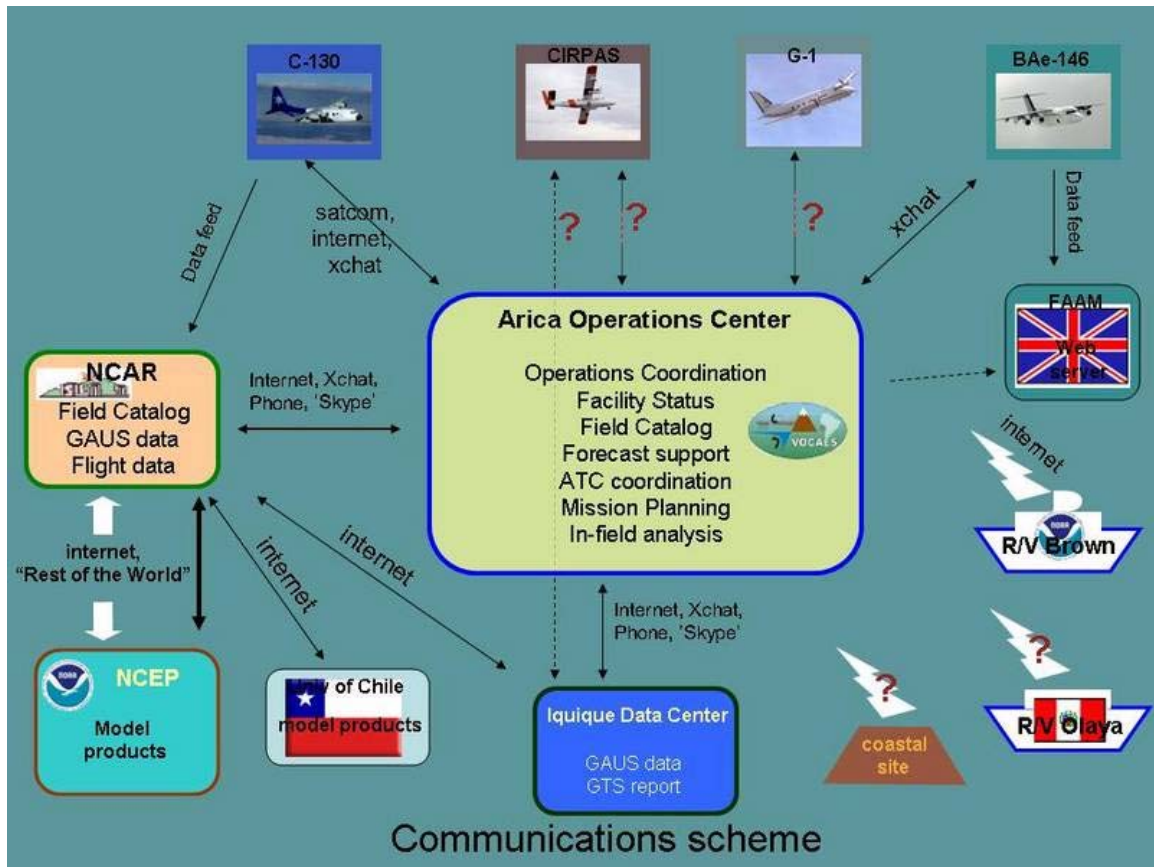 C-130
CIRPAS
G-1
BAe-146
Data feed
satcom,
internet,
xchat
?
?
?
xchat
Data feed
Arica Operations Center
Operations Coordination
Facility Status
Field Catalog
Forecast support
ATC coordination
Mission Planning
In-field analysis
VOCALS
FAAM
Web
server
NCAR
Field Catalog
GAUS data
Flight data
Internet, Xchat,
Phone, 'Skype'
internet
R/V Brown
internet,
“Rest of the World”
internet
internet
Internet, Xchat,
Phone, 'Skype'
NCEP
Model
products
Univ of Chile
model products
Iquique Data Center
GAUS data
GTS report
?
coastal
site
?
R/V Olaya
Communications scheme